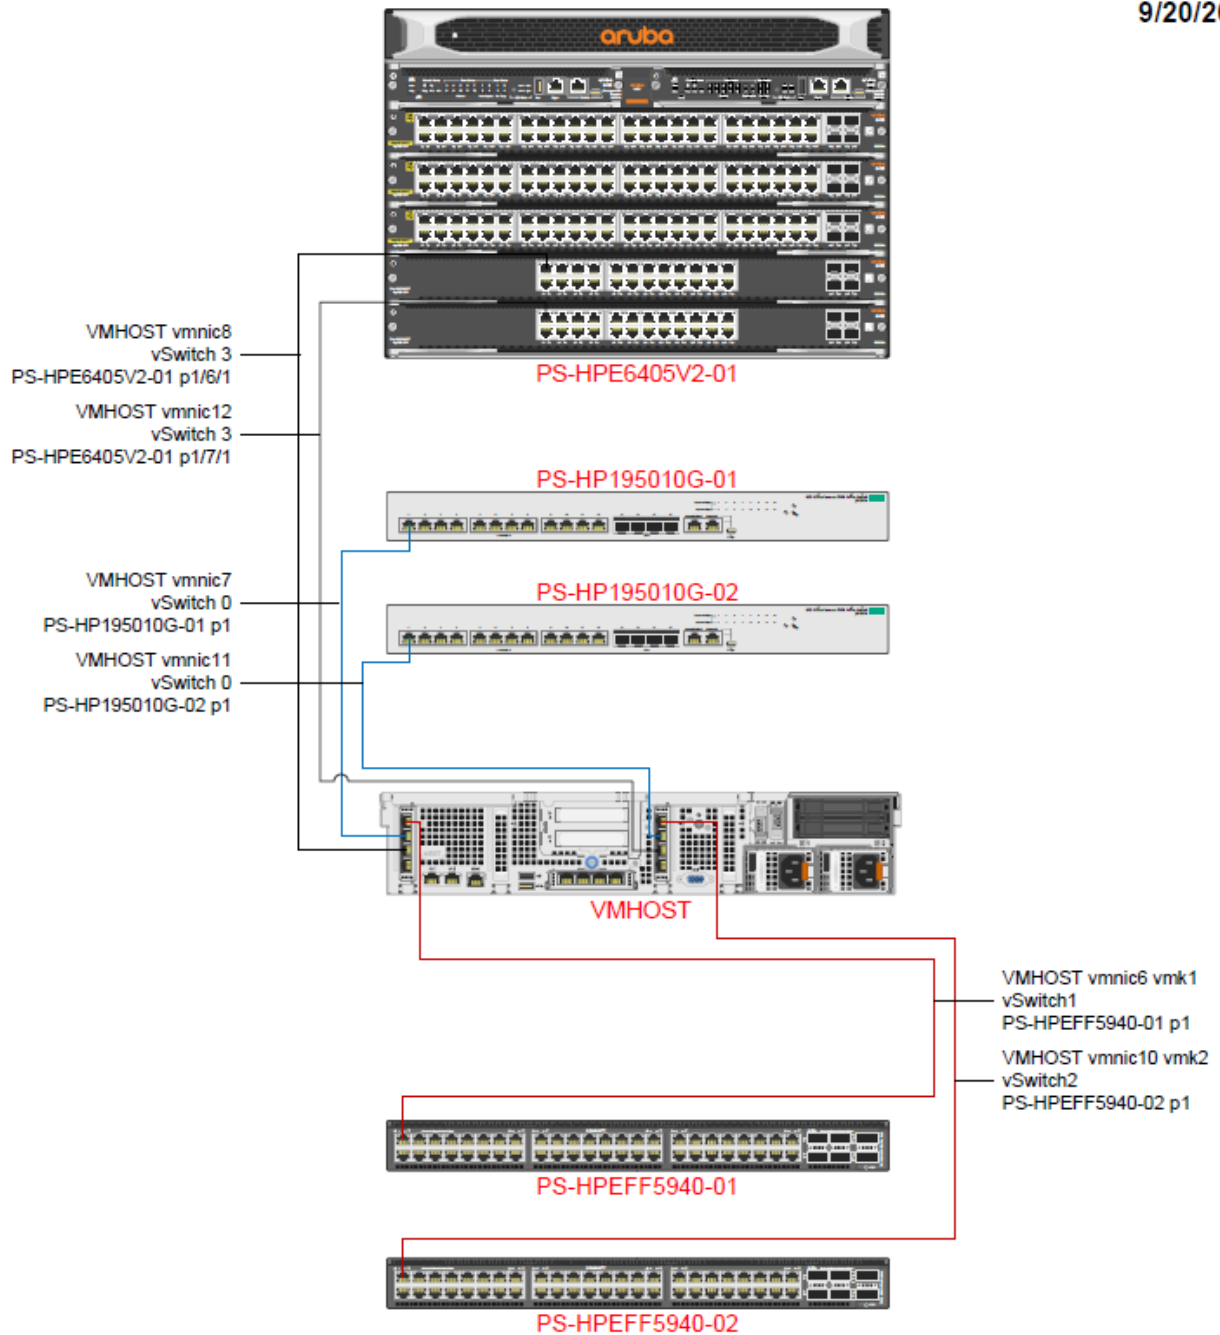 9/20/20
aruba
VMHOST vmnic8
vSwitch 3
PS-HPE6405V2-01 p1/6/1
PS-HPE6405V2-01
VMHOST vmnic12
vSwitch 3
PS-HPE6405V2-01 p1/7/1
PS-HP195010G-01
VMHOST vmnic7
vSwitch 0
PS-HP195010G-01 p1
PS-HP195010G-02
VMHOST vmnic11
vSwitch 0
PS-HP195010G-02 p1
VMHOST
VMHOST vmnic6 vmk1
vSwitch1
PS-HPEFF5940-01 p1
VMHOST vmnic10 vmk2
vSwitch2
PS-HPEFF5940-02 p1
PS-HPEFF5940-01
PS-HPEFF5940-02